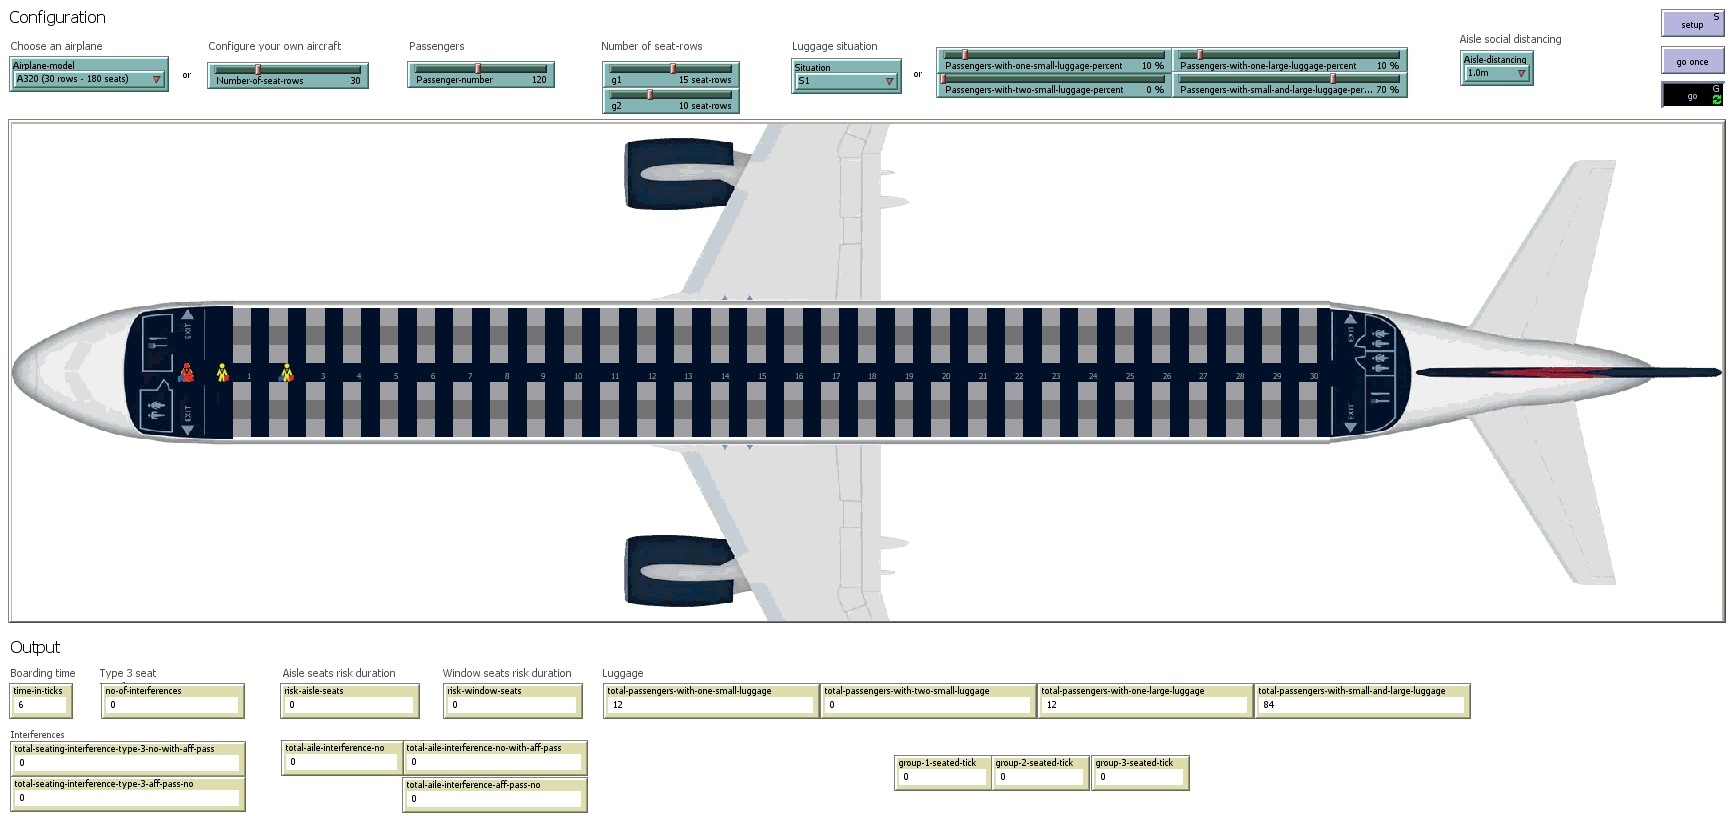 Configuration
Choose an airplane
Configure your own aircraft
Passengers
Number of seat-rows
Luggage situation
Aisle social distancing
Airplane-model
A320 (30 rows - 180 seats)
or
Number-of-seat-rows 30
Passenger-number 120
g1 15 seat-rows
g2 10 seat-rows
Situation
S1
or
Passengers-with-one-small-luggage-percent 10 %
Passengers-with-one-large-luggage-percent 10 %
Passengers-with-two-small-luggage-percent 0 %
Passengers-with-small-and-large-luggage-per... 70 %
Aisle-distancing
1.0m
S
setup
go once
G
go
EXIT
EXIT
1 3 4 5 6 7 8 9 10 11 12 13 14 15 16 17 18 19 20 21 22 23 24 25 26 27 28 29 30
EXIT
EXIT
Output
Boarding time
Type 3 seat
Aisle seats risk duration
Window seats risk duration
Luggage
time-in-ticks
6
no-of-interferences
0
risk-aisle-seats
0
risk-window-seats
0
total-passengers-with-one-small-luggage
12
total-passengers-with-two-small-luggage
0
total-passengers-with-one-large-luggage
12
total-passengers-with-small-and-large-luggage
84
Interferences
total-seating-interference-type-3-no-with-aff-pass
0
total-seating-interference-type-3-aff-pass-no
0
total-aile-interference-no
0
total-aile-interference-no-with-aff-pass
0
total-aile-interference-aff-pass-no
0
group-1-seated-tick
0
group-2-seated-tick
0
group-3-seated-tick
0